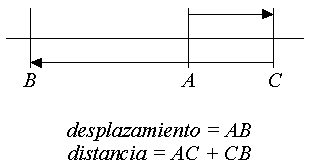 B A C
desplazamiento = AB
distancia = AC + CB